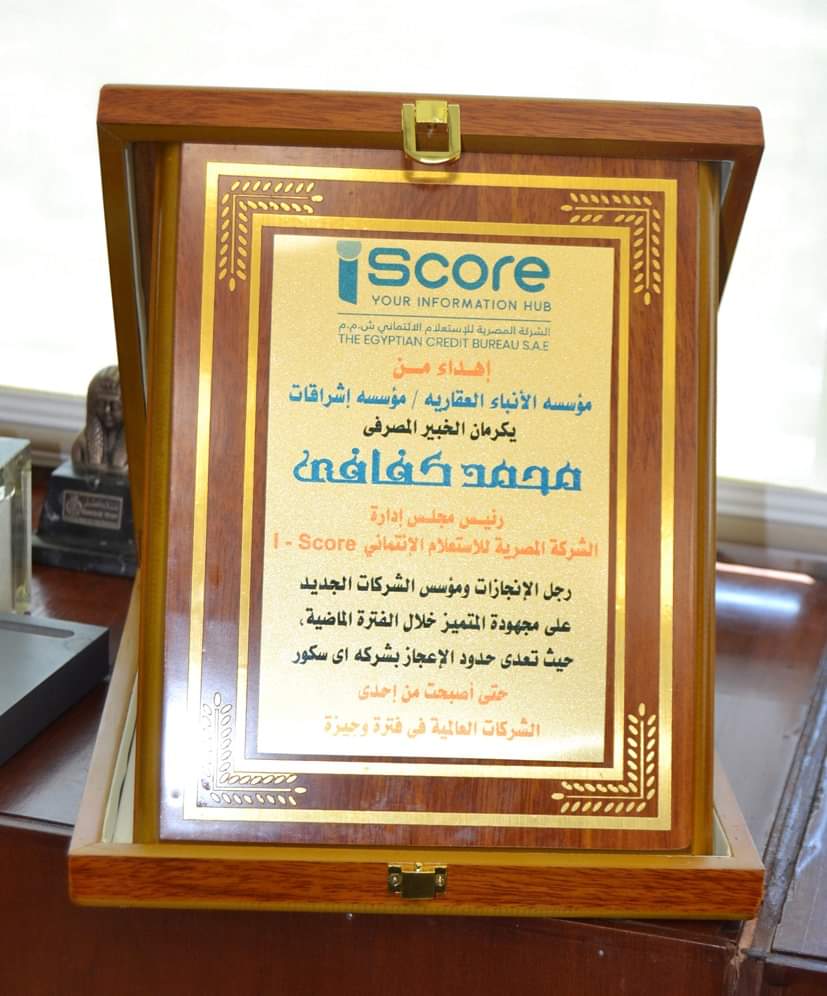 iScore
YOUR INFORMATION HUB
الشركة المصرية للإستعلام الائتماني ش.م.م
THE EGYPTIAN CREDIT BUREAU S.A.E
إهداء مـن
مؤسسه الأنباء العقاريه / مؤسسه إشراقات
يكرمان الخبير المصرفى
محمد كفافى
رئيس مجلس إدارة
الشركة المصرية للاستعلام الإئتماني I - Score
رجل الإنجازات ومؤسس الشركات الجديد
على مجهودة المتميز خلال الفترة الماضية،
حيث تعدى حدود الإعجاز بشركه اى سكور
حتى أصبحت من إحدى
الشركات العالمية فى فترة وجيزة